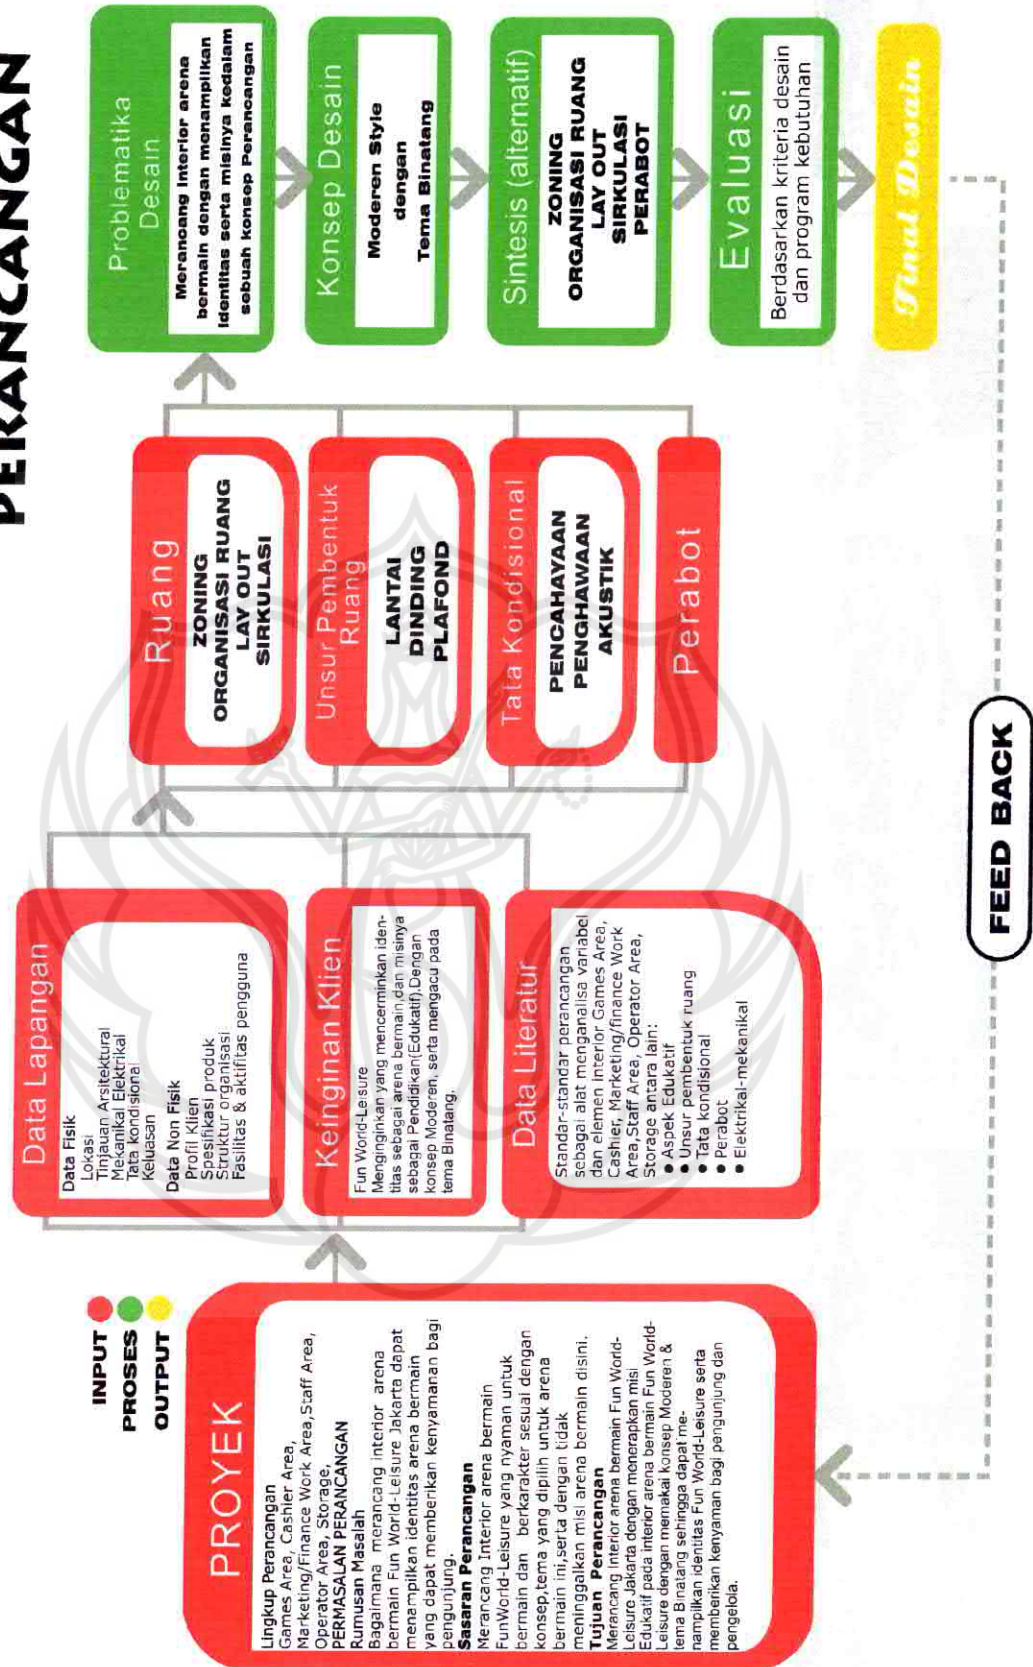 PERANCANGAN
INPUT
PROSES
OUTPUT
PROYEK
Lingkup Perancangan
Games Area, Cashier Area,
Marketing/Finance Work Area,Staff Area,
Operator Area, Storage,
PERMASALAN PERANCANGAN
Rumusan Masalah
Bagaimana merancang interior arena
bermain Fun World-Leisure Jakarta dapat
menampilkan identitas arena bermain
yang dapat memberikan kenyamanan bagi
pengunjung.
Sasaran Perancangan
Merancang Interior arena bermain
FunWorld-Leisure yang nyaman untuk
bermain dan berkarakter sesuai dengan
konsep,tema yang dipilih untuk arena
bermain ini,serta dengan tidak
meninggalkan misi arena bermain disini.
Tujuan Perancangan
Merancang interior arena bermain Fun World-
Leisure Jakarta dengan menerapkan misi
Edukatif pada interior arena bermain Fun World-
Leisure dengan memakai konsep Moderen &
tema Binatang sehingga dapat me-
nampilkan identitas Fun World-Leisure serta
memberikan kenyaman bagi pengunjung dan
pengelola.
Data Lapangan
Data Fisik
Lokasi
Tinjauan Arsitektural
Mekanikal Elektrikal
Tata kondisional
Keluasan
Data Non Fisik
Profil Klien
Spesifikasi produk
Struktur organisasi
Fasilitas & aktifitas pengguna
Keinginan Klien
Fun World-Leisure
Menginginkan yang mencerminkan iden-
titas sebagai arena bermain,dan misinya
sebagai Pendidikan(Edukatif).Dengan
konsep Moderen, serta mengacu pada
tema Binatang.
Data Literatur
Standar-standar perancangan
sebagai alat menganalisa variabel
dan elemen Interior Games Area,
Cashier, Marketing/finance Work
Area,Staff Area, Operator Area,
Storage antara lain:
● Aspek Edukatif
● Unsur pembentuk ruang
● Tata kondisional
● Perabot
● Elektrikal-mekanikal
Ruang
ZONING
ORGANISASI RUANG
LAY OUT
SIRKULASI
Unsur Pembentuk
Ruang
LANTAI
DINDING
PLAFOND
Tata Kondisional
PENCAHAYAAN
PENGHAWAAN
AKUSTIK
Perabot
Problematika
Desain
Merancang Interior arena
bermain dengan menampilkan
identitas serta misinya kedalam
sebuah konsep Perancangan
Konsep Desain
Moderen Style
dengan
Tema Binatang
Sintesis (alternatif)
ZONING
ORGANISASI RUANG
LAY OUT
SIRKULASI
PERABOT
Evaluasi
Berdasarkan kriteria desain
dan program kebutuhan
Final Desain
FEED BACK